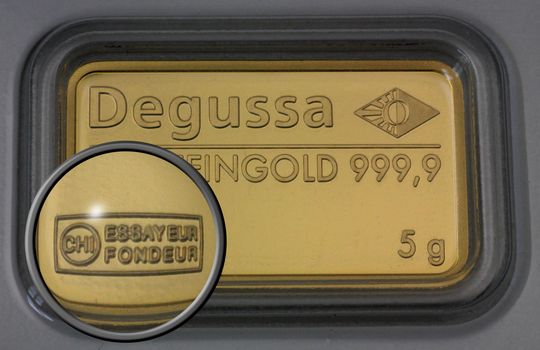 Degussa
FEINGOLD 999,9
5 g
CHI ESSAYEUR
FONDEUR